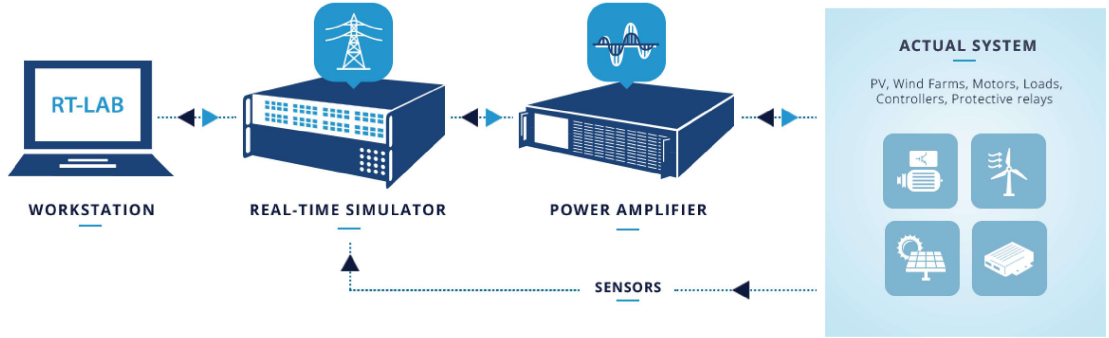 RT-LAB
WORKSTATION
REAL-TIME SIMULATOR
POWER AMPLIFIER
SENSORS
ACTUAL SYSTEM
PV, Wind Farms, Motors, Loads,
Controllers, Protective relays